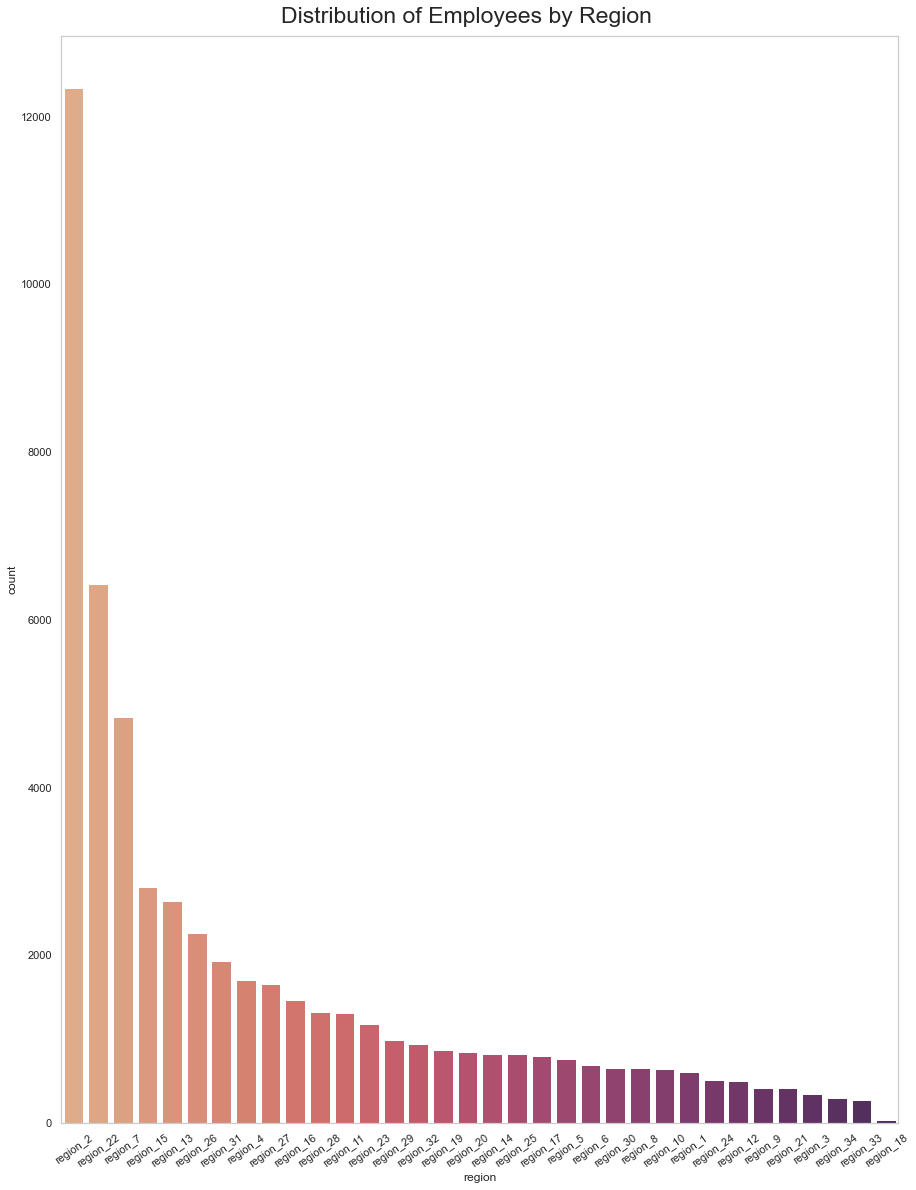 Distribution of Employees by Region
12000
10000
8000
6000
4000
2000
0
count
region_2
region_22
region_7
region_15
region_13
region_26
region_31
region_4
region_27
region_16
region_28
region_11
region_23
region_29
region_32
region_19
region_20
region_14
region_25
region_17
region_5
region_6
region_30
region_8
region_10
region_1
region_24
region_12
region_9
region_21
region_3
region_34
region_33
region_18
region